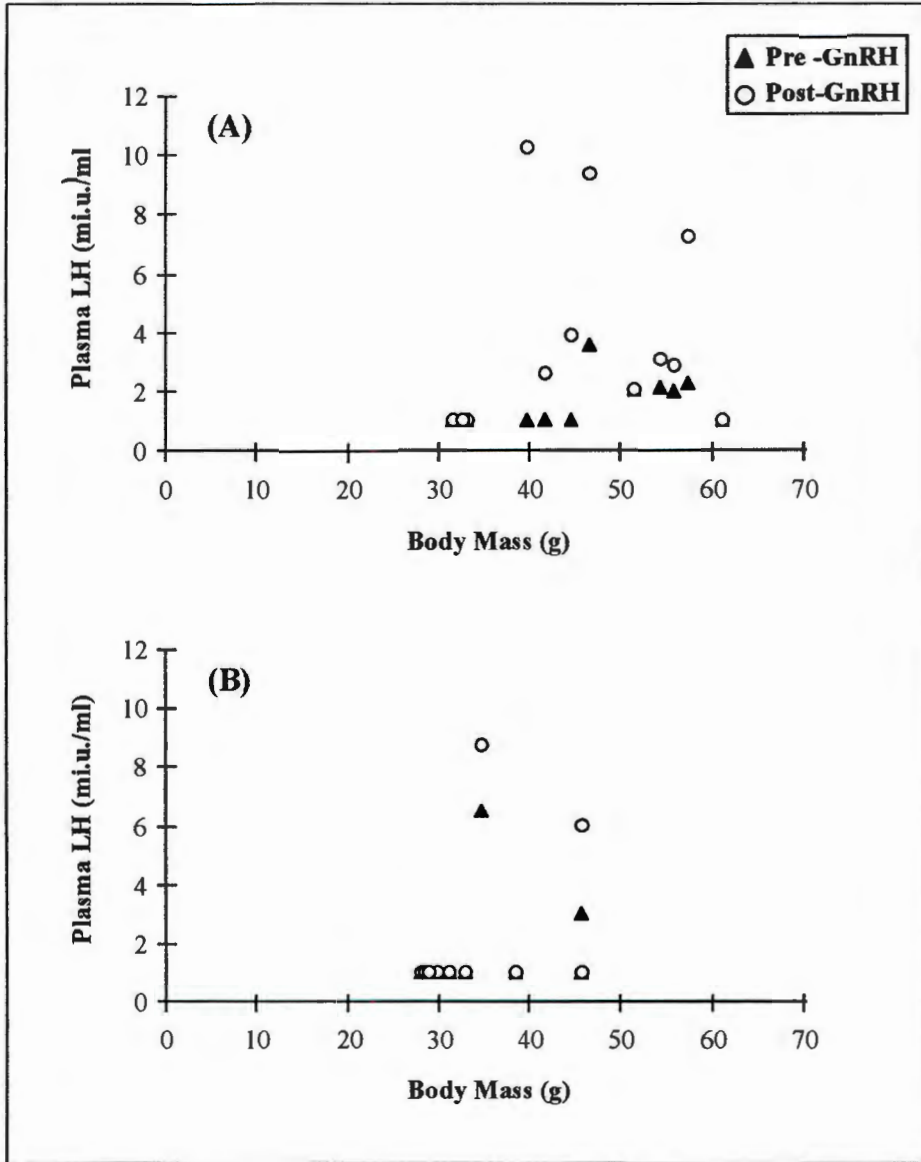 ▲ Pre -GnRH
○ Post-GnRH
(A)
Plasma LH (mi.u.)/ml
12
10
8
6
4
2
0
0 10 20 30 40 50 60 70
Body Mass (g)
(B)
Plasma LH (mi.u./ml)
12
10
8
6
4
2
0
0 10 20 30 40 50 60 70
Body Mass (g)